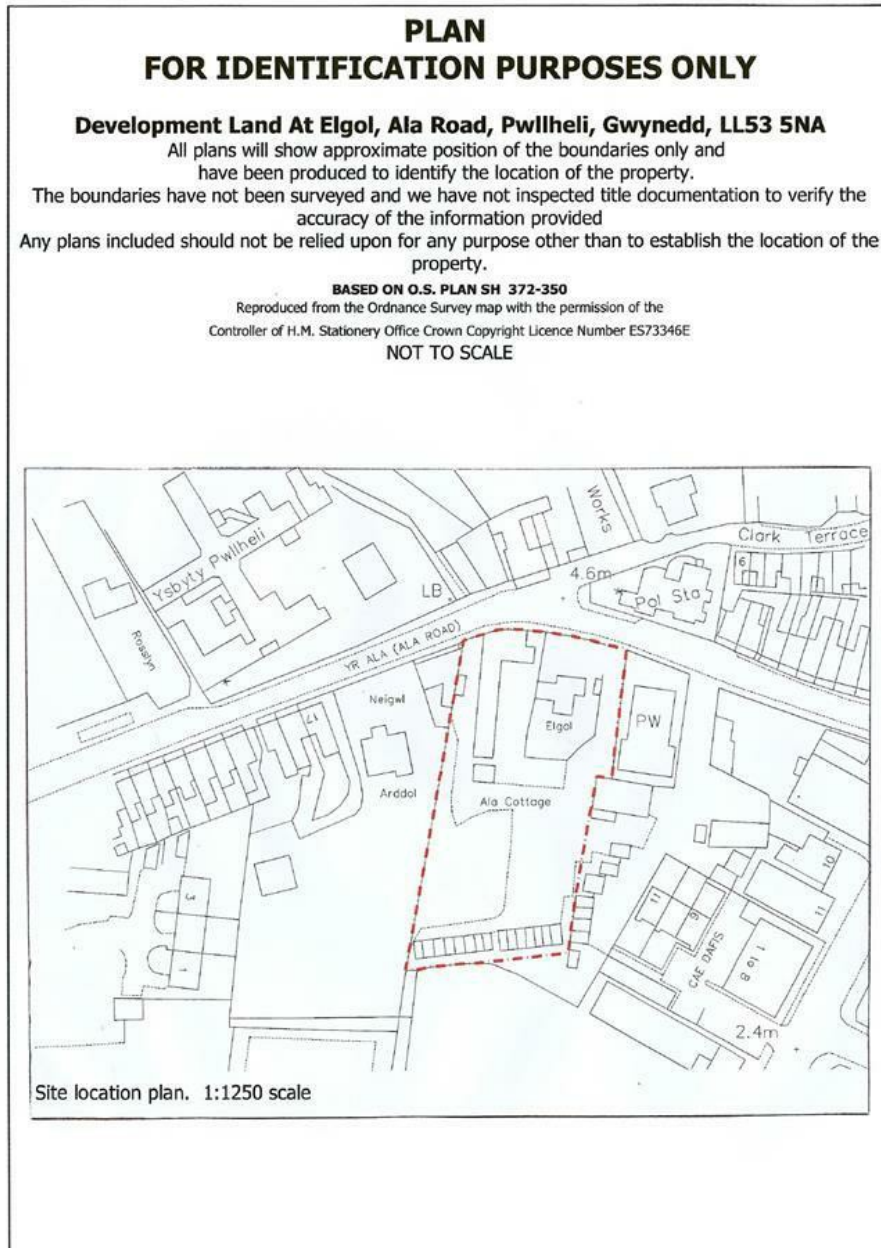 PLAN
FOR IDENTIFICATION PURPOSES ONLY
Development Land At Elgol, Ala Road, Pwllheli, Gwynedd, LL53 5NA
All plans will show approximate position of the boundaries only and
have been produced to identify the location of the property.
The boundaries have not been surveyed and we have not inspected title documentation to verify the
accuracy of the information provided
Any plans included should not be relied upon for any purpose other than to establish the location of the
property.
BASED ON O.S. PLAN SH 372-350
Reproduced from the Ordnance Survey map with the permission of the
Controller of H.M. Stationery Office Crown Copyright Licence Number ES73346E
NOT TO SCALE
Works
Clark Terrace
Ysbyty Pwllheli
4.6m
9
LB
Pol Sta
Rosslyn
YR ALA (ALA ROAD)
Neigwl
17
Elgol
PW
Arddol
Ala Cottage
10
11
11
9
3
1
CAE DAFIS
1 to 8
2.4m
Site location plan. 1:1250 scale